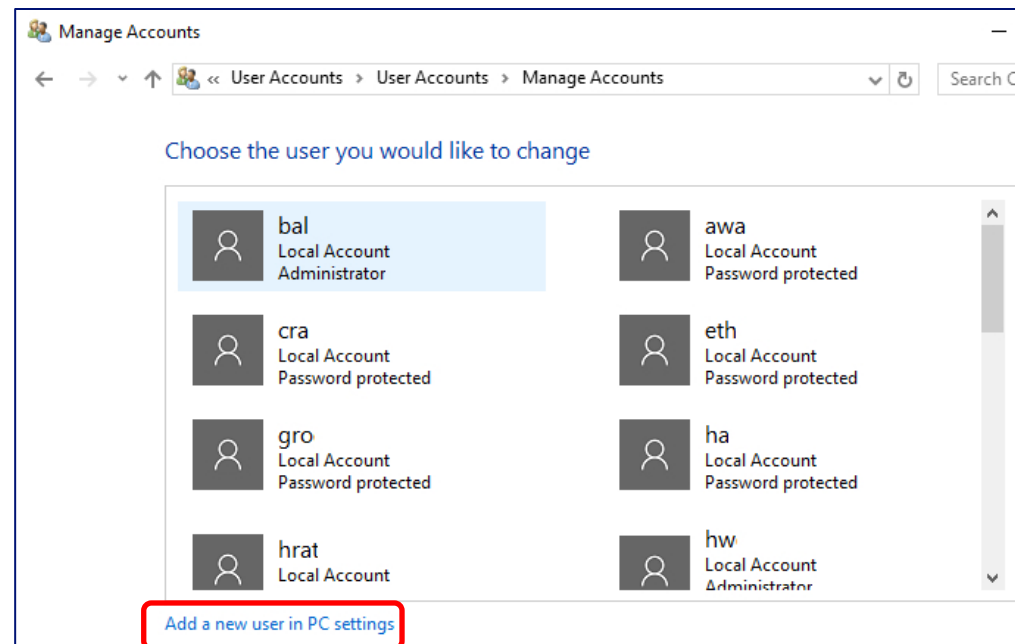 Manage Accounts
« User Accounts > User Accounts > Manage Accounts
Search C
Choose the user you would like to change
bal
Local Account
Administrator
awa
Local Account
Password protected
cra
Local Account
Password protected
eth
Local Account
Password protected
gro
Local Account
Password protected
ha
Local Account
Password protected
hrat
Local Account
hw
Local Account
Administrator
Add a new user in PC settings